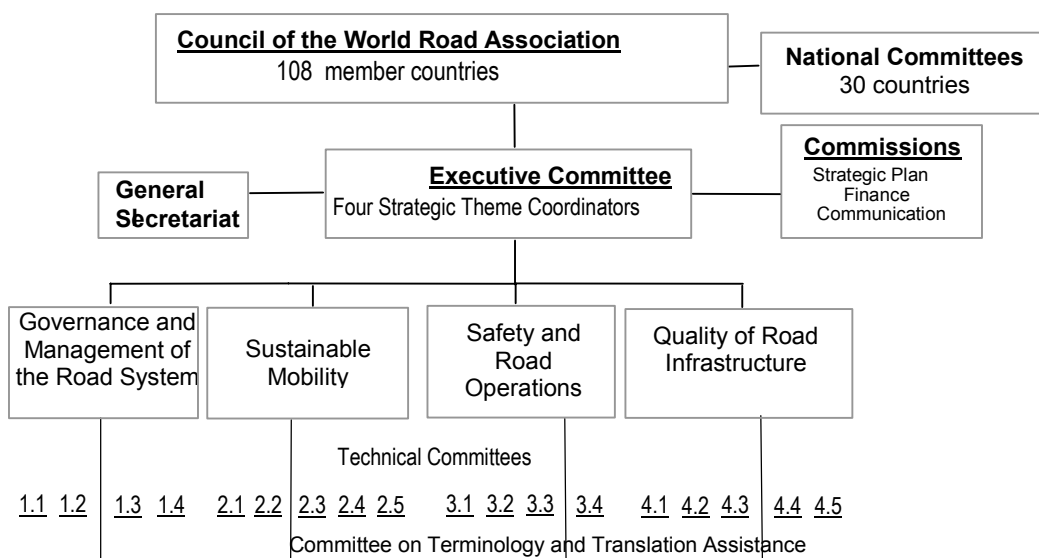 Council of the World Road Association
108 member countries
National Committees
30 countries
Commissions
Strategic Plan
Finance
Communication
General
Secretariat
Executive Committee
Four Strategic Theme Coordinators
Governance and
Management of
the Road System
Sustainable
Mobility
Safety and
Road
Operations
Quality of Road
Infrastructure
Technical Committees
1.1 1.2 1.3 1.4 2.1 2.2 2.3 2.4 2.5 3.1 3.2 3.3 3.4 4.1 4.2 4.3 4.4 4.5
Committee on Terminology and Translation Assistance